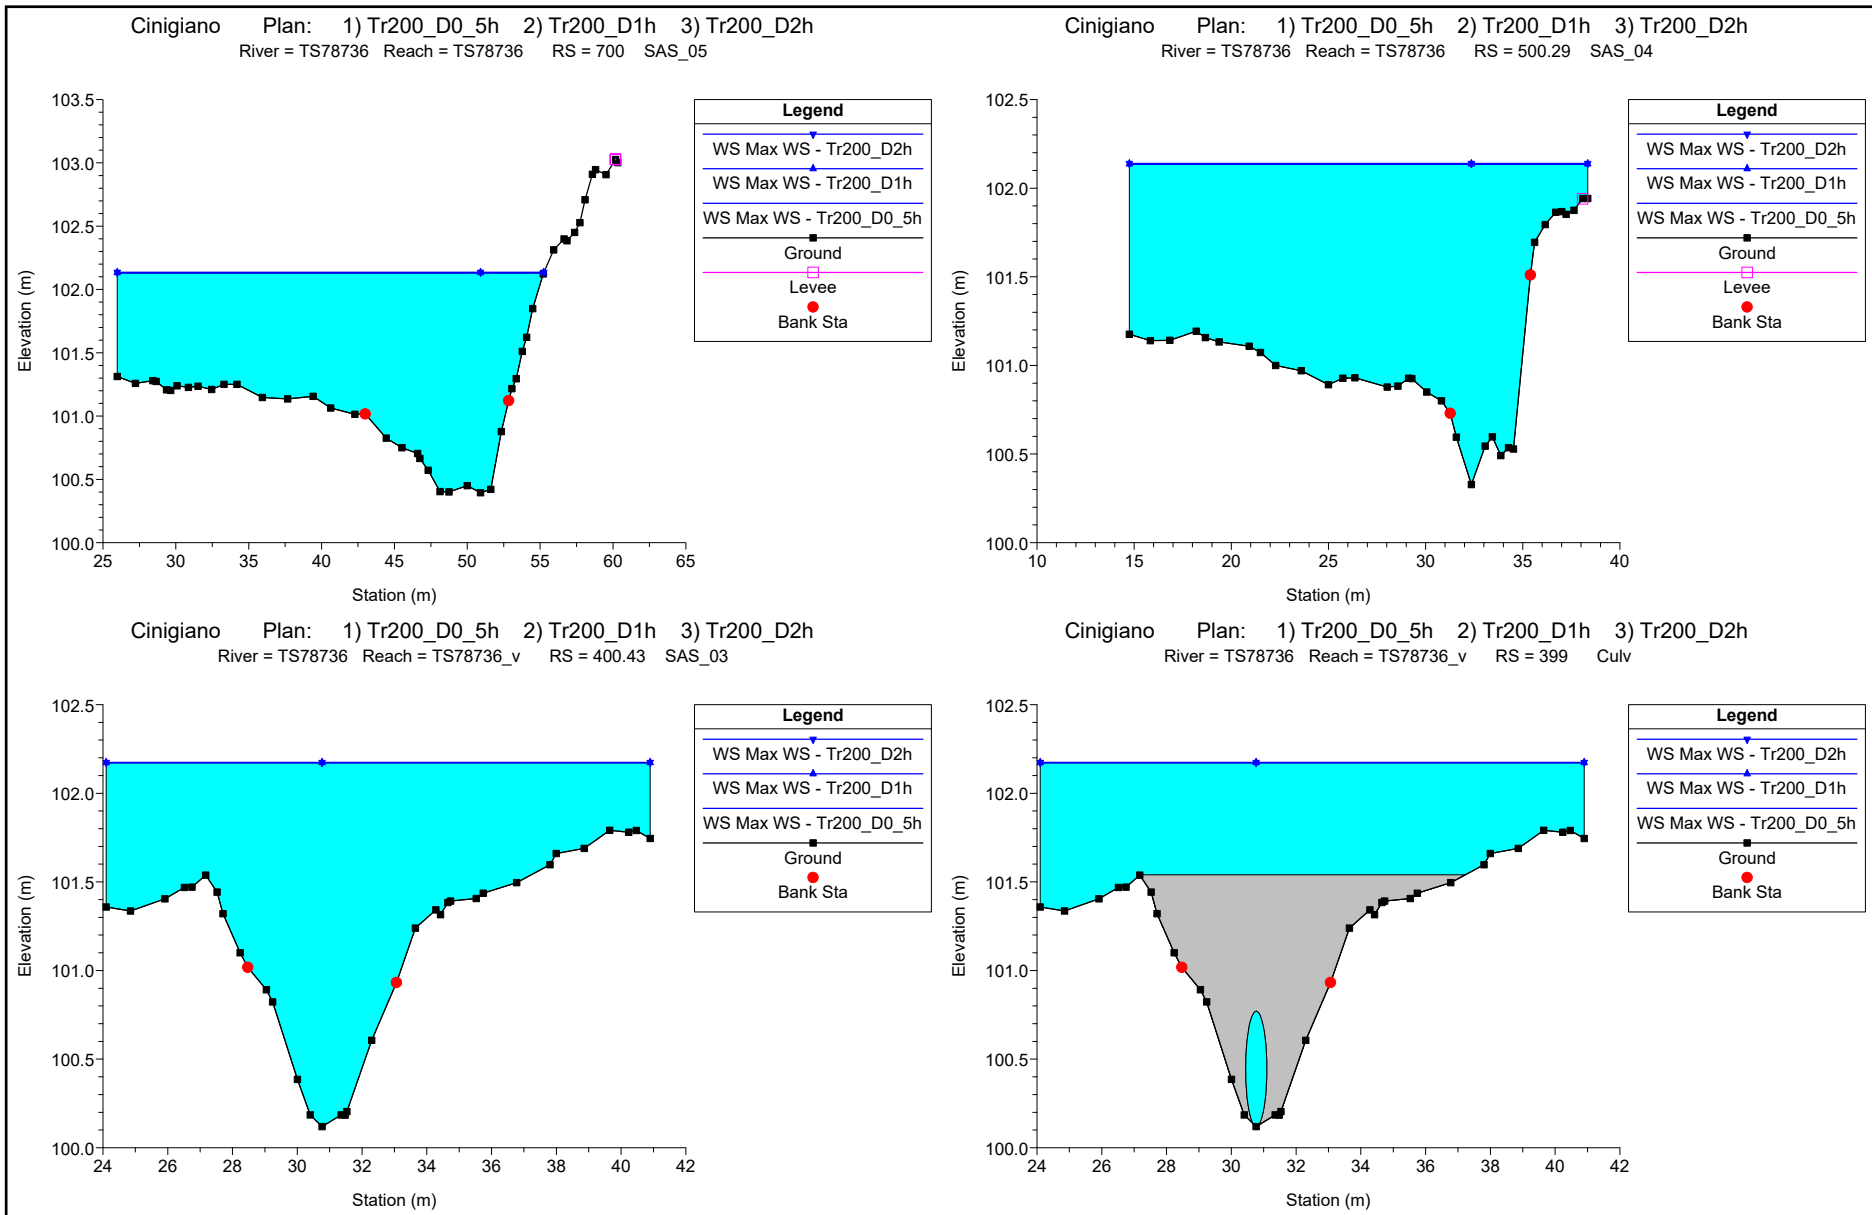 Cinigiano Plan: 1) Tr200_D0_5h 2) Tr200_D1h 3) Tr200_D2h
River = TS78736 Reach = TS78736 RS = 700 SAS_05
103.5
103.0
102.5
102.0
101.5
101.0
100.5
100.0
Elevation (m)
25 30 35 40 45 50 55 60 65
Station (m)
Legend
WS Max WS - Tr200_D2h
WS Max WS - Tr200_D1h
WS Max WS - Tr200_D0_5h
Ground
Levee
Bank Sta
Cinigiano Plan: 1) Tr200_D0_5h 2) Tr200_D1h 3) Tr200_D2h
River = TS78736 Reach = TS78736 RS = 500.29 SAS_04
102.5
102.0
101.5
101.0
100.5
100.0
Elevation (m)
10 15 20 25 30 35 40
Station (m)
Legend
WS Max WS - Tr200_D2h
WS Max WS - Tr200_D1h
WS Max WS - Tr200_D0_5h
Ground
Levee
Bank Sta
Cinigiano Plan: 1) Tr200_D0_5h 2) Tr200_D1h 3) Tr200_D2h
River = TS78736 Reach = TS78736_v RS = 400.43 SAS_03
102.5
102.0
101.5
101.0
100.5
100.0
Elevation (m)
24 26 28 30 32 34 36 38 40 42
Station (m)
Legend
WS Max WS - Tr200_D2h
WS Max WS - Tr200_D1h
WS Max WS - Tr200_D0_5h
Ground
Bank Sta
Cinigiano Plan: 1) Tr200_D0_5h 2) Tr200_D1h 3) Tr200_D2h
River = TS78736 Reach = TS78736_v RS = 399 Culv
102.5
102.0
101.5
101.0
100.5
100.0
Elevation (m)
24 26 28 30 32 34 36 38 40 42
Station (m)
Legend
WS Max WS - Tr200_D2h
WS Max WS - Tr200_D1h
WS Max WS - Tr200_D0_5h
Ground
Bank Sta